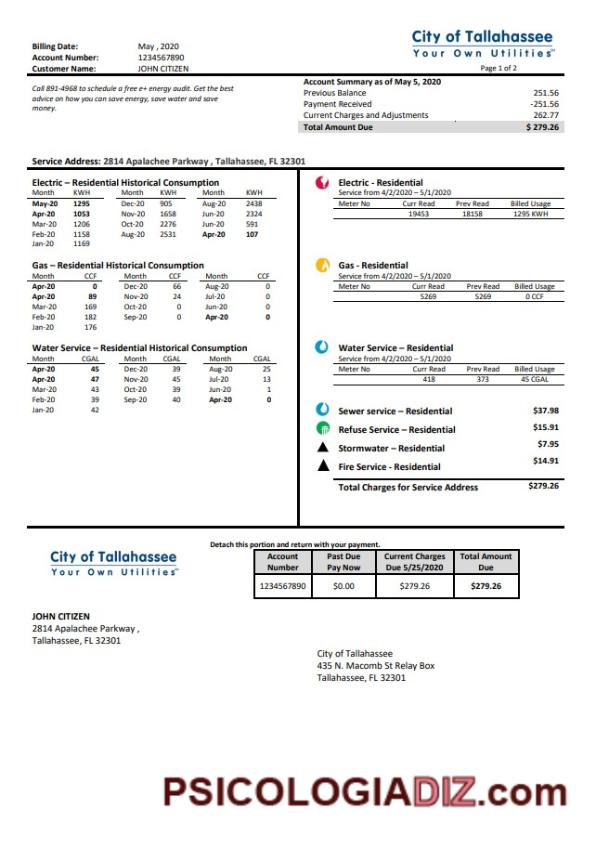 City of Tallahassee
Your Own Utilities℠
Billing Date: May , 2020
Account Number: 1234567890
Customer Name: JOHN CITIZEN
Page 1 of 2
Call 891-4968 to schedule a free e+ energy audit. Get the best
advice on how you can save energy, save water and save
money.
Account Summary as of May 5, 2020
Previous Balance 251.56
Payment Received -251.56
Current Charges and Adjustments 262.77
Total Amount Due $ 279.26
Service Address: 2814 Apalachee Parkway , Tallahassee, FL 32301
Electric – Residential Historical Consumption
Month KWH Month KWH Month KWH
May-20 1295 Dec-20 905 Aug-20 2438
Apr-20 1053 Nov-20 1658 Jun-20 2324
Mar-20 1206 Oct-20 2276 Jun-20 591
Feb-20 1158 Aug-20 2531 Apr-20 107
Jan-20 1169
Gas – Residential Historical Consumption
Month CCF Month CCF Month CCF
Apr-20 0 Dec-20 66 Aug-20 0
Apr-20 89 Nov-20 24 Jul-20 0
Mar-20 169 Oct-20 0 Jun-20 0
Feb-20 182 Sep-20 0 Apr-20 0
Jan-20 176
Water Service – Residential Historical Consumption
Month CGAL Month CGAL Month CGAL
Apr-20 45 Dec-20 39 Aug-20 25
Apr-20 47 Nov-20 45 Jul-20 13
Mar-20 43 Oct-20 39 Jun-20 1
Feb-20 39 Sep-20 40 Apr-20 0
Jan-20 42
Electric - Residential
Service from 4/2/2020 – 5/1/2020
Meter No Curr Read Prev Read Billed Usage
19453 18158 1295 KWH
Gas - Residential
Service from 4/2/2020 – 5/1/2020
Meter No Curr Read Prev Read Billed Usage
5269 5269 0 CCF
Water Service – Residential
Service from 4/2/2020 – 5/1/2020
Meter No Curr Read Prev Read Billed Usage
418 373 45 CGAL
Sewer service – Residential $37.98
Refuse Service – Residential $15.91
Stormwater – Residential $7.95
Fire Service - Residential $14.91
Total Charges for Service Address $279.26
Detach this portion and return with your payment.
City of Tallahassee
Your Own Utilities℠
Account Number Past Due Pay Now Current Charges Due 5/25/2020 Total Amount Due
1234567890 $0.00 $279.26 $279.26
JOHN CITIZEN
2814 Apalachee Parkway ,
Tallahassee, FL 32301
City of Tallahassee
435 N. Macomb St Relay Box
Tallahassee, FL 32301
PSICOLOGIADIZ.com